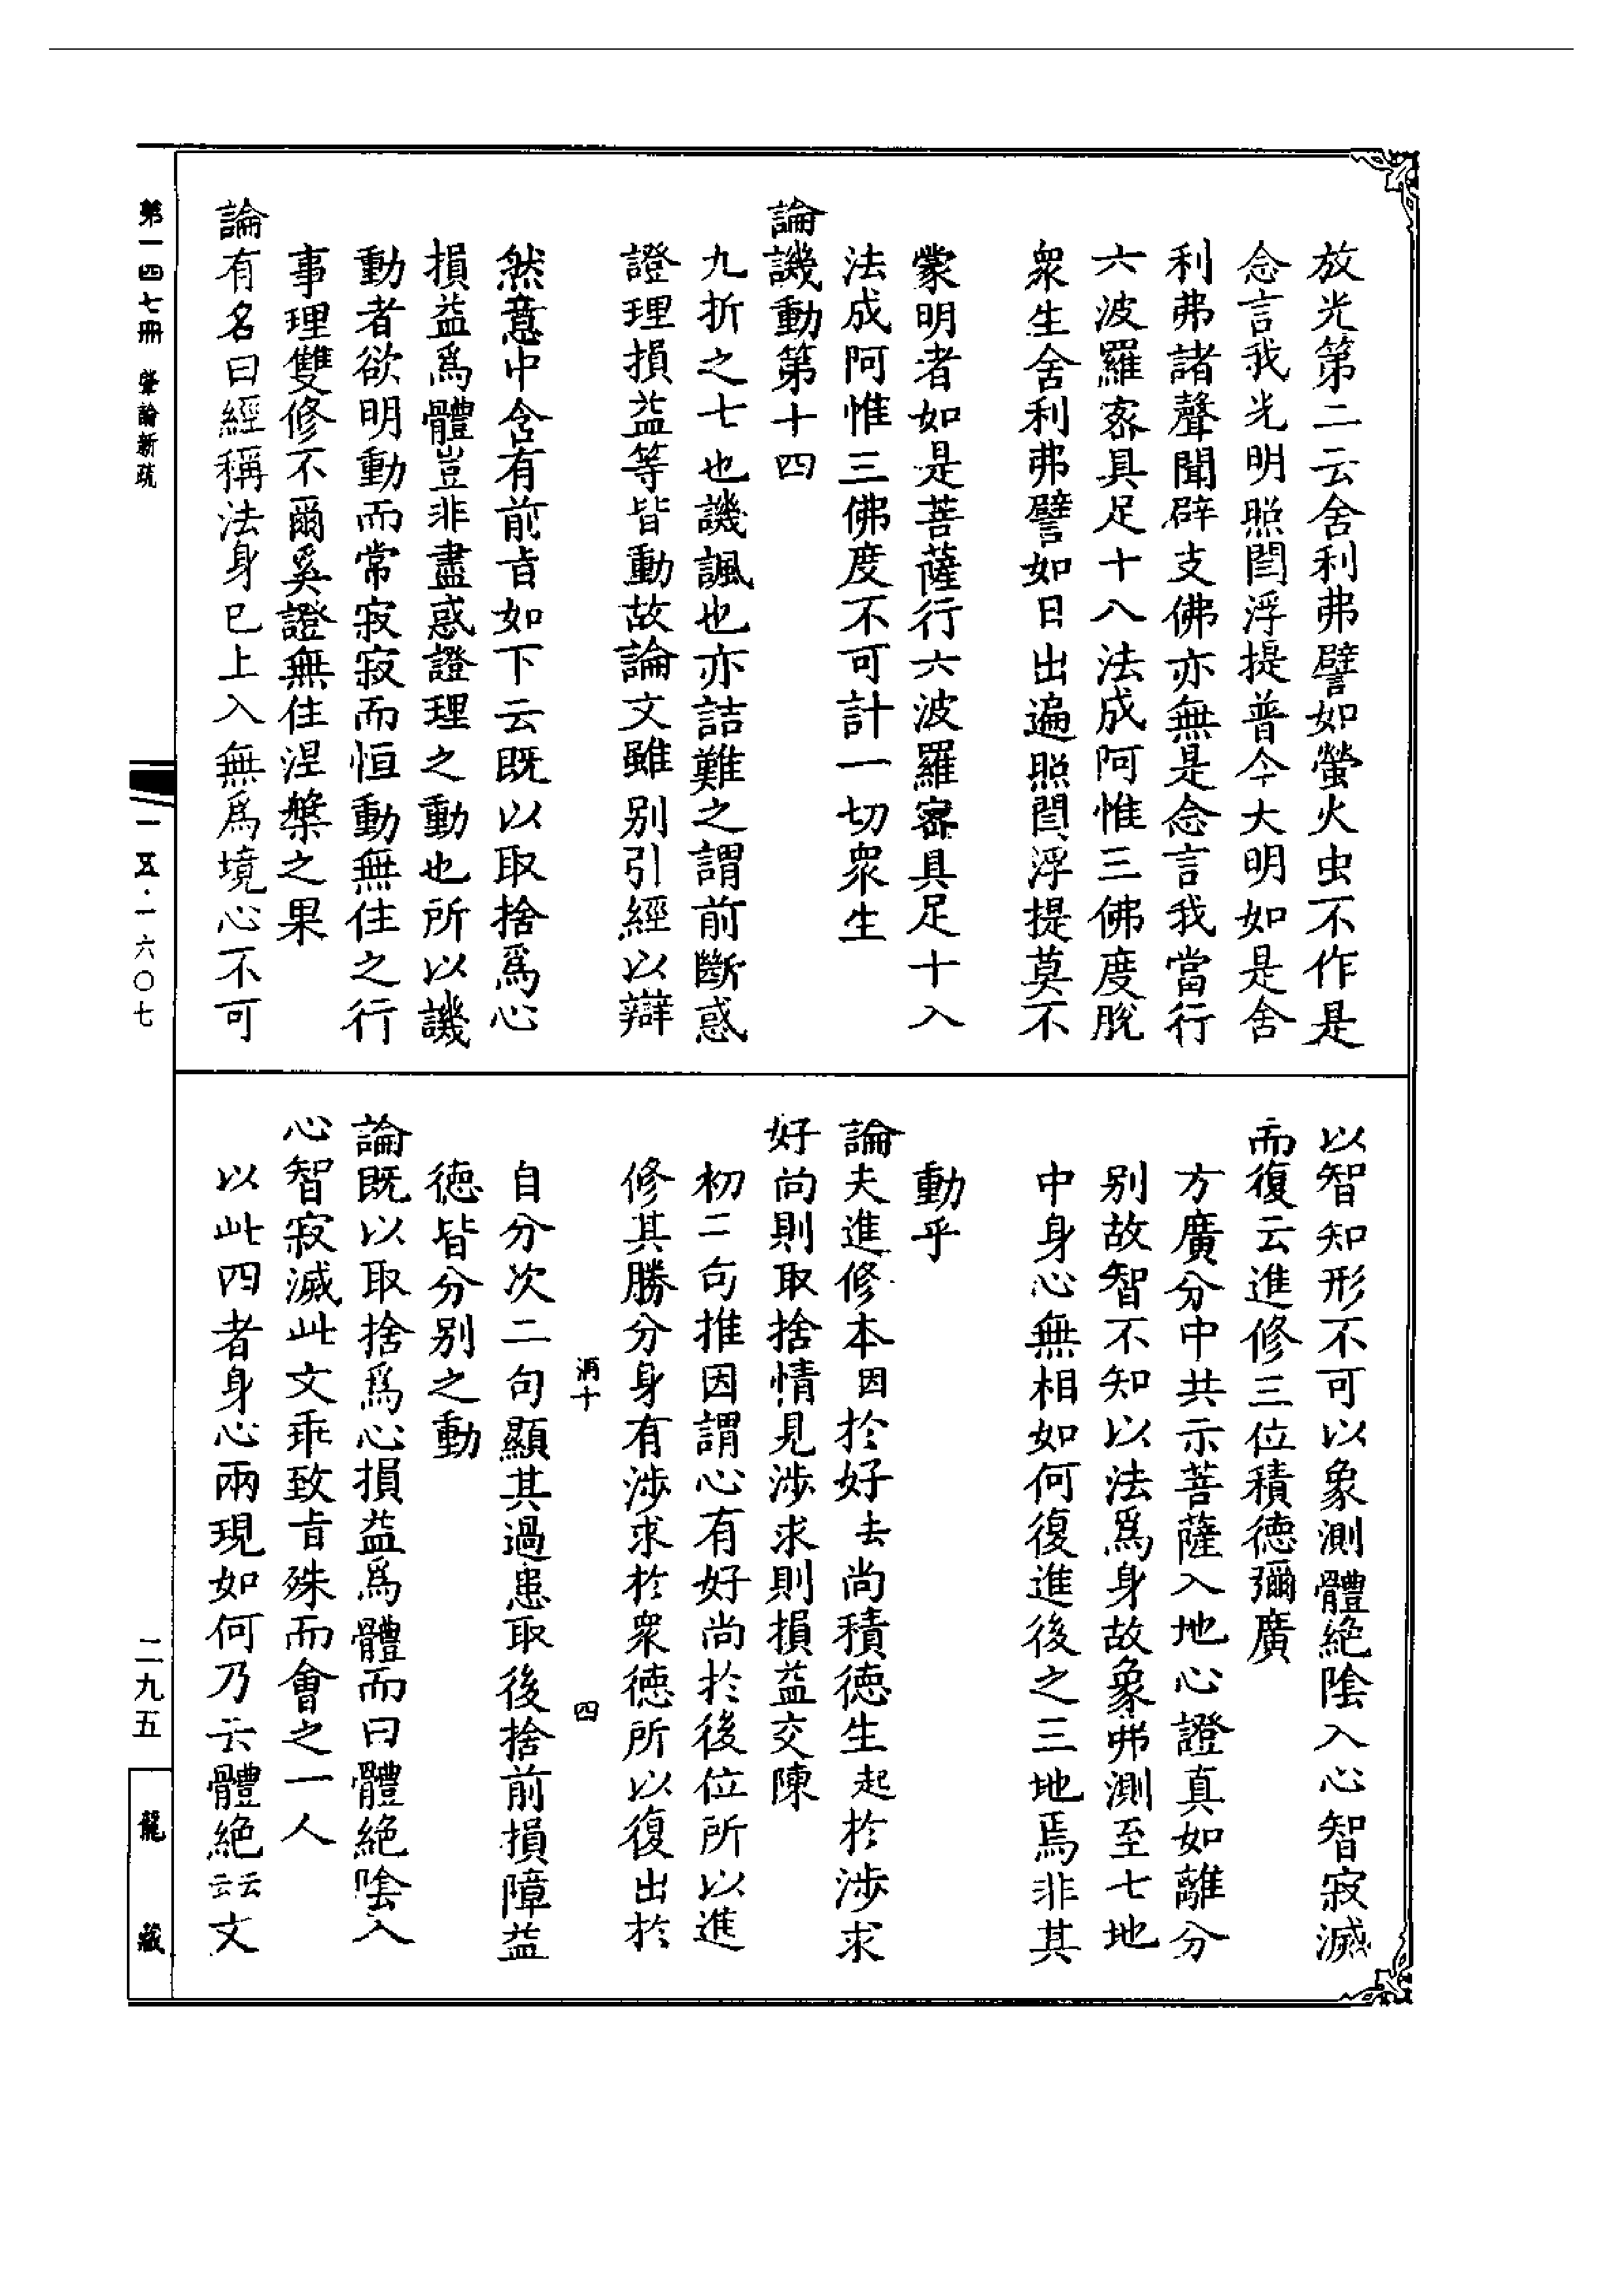 放光第二云舍利弗譬如螢火虫不作是
念言我光明照閻浮提普令大明如是舍
利弗諸聲聞辟支佛亦無是念言我當行
六波羅密具足十八法成阿惟三佛度脫
衆生舍利弗譬如日出遍照閻浮提莫不
蒙明者如是菩薩行六波羅密具足十八
法成阿惟三佛度不可計一切衆生
論譏動第十四
九折之七也譏諷也亦詰難之謂前斷惑
證理損益等皆動故論文雖别引經以辯
然意中含有前㫖如下云既以取捨爲心
損益爲體豈非盡惑證理之動也所以譏
動者欲明動而常寂寂而恒動無住之行
事理雙修不爾奚證無住涅槃之果
論有名曰經稱法身已上入無爲境心不可
以智知形不可以象測體絕陰入心智寂滅
而復云進修三位積德彌廣
方廣分中共示菩薩入地心證真如離分
别故智不知以法爲身故象弗測至七地
中身心無相如何復進後之三地焉非其
動乎
論夫進修本因於好去尚積德生起於涉求
好尚則取捨情見涉求則損益交陳
初二句推因謂心有好尚於後位所以進
修其勝分身有涉求於衆德所以復出於
自分次二句顯其過患取後捨前損障益
德皆分别之動
論既以取捨爲心損益爲體而曰體絕陰入
心智寂滅此文乖致㫖殊而會之一人
以此四者身心兩現如何乃云體絕云云文
十
四
第一四七冊 肇論新疏
一五·一六〇七
二九五
龍藏